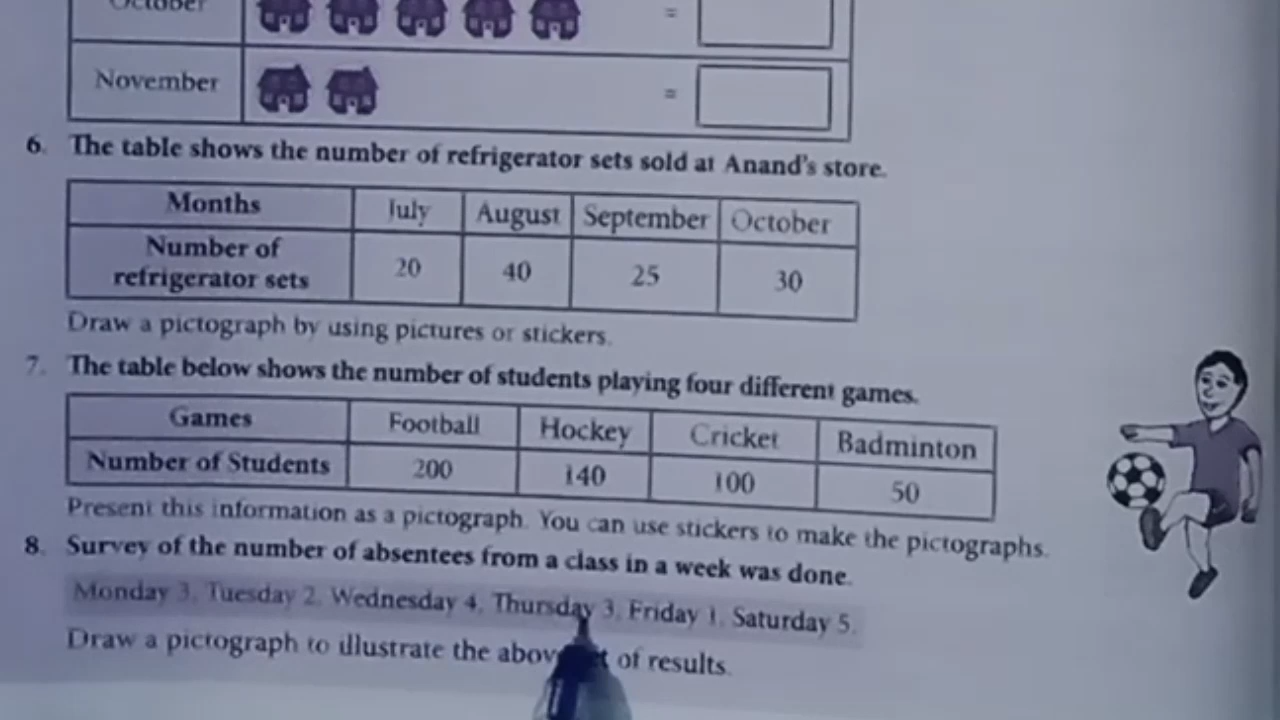 October =
November =
6. The table shows the number of refrigerator sets sold at Anand's store.
Months July August September October
Number of refrigerator sets 20 40 25 30
Draw a pictograph by using pictures or stickers.
7. The table below shows the number of students playing four different games.
Games Football Hockey Cricket Badminton
Number of Students 200 140 100 50
Present this information as a pictograph. You can use stickers to make the pictographs.
8. Survey of the number of absentees from a class in a week was done.
Monday 3, Tuesday 2, Wednesday 4, Thursday 3, Friday 1, Saturday 5.
Draw a pictograph to illustrate the of results.